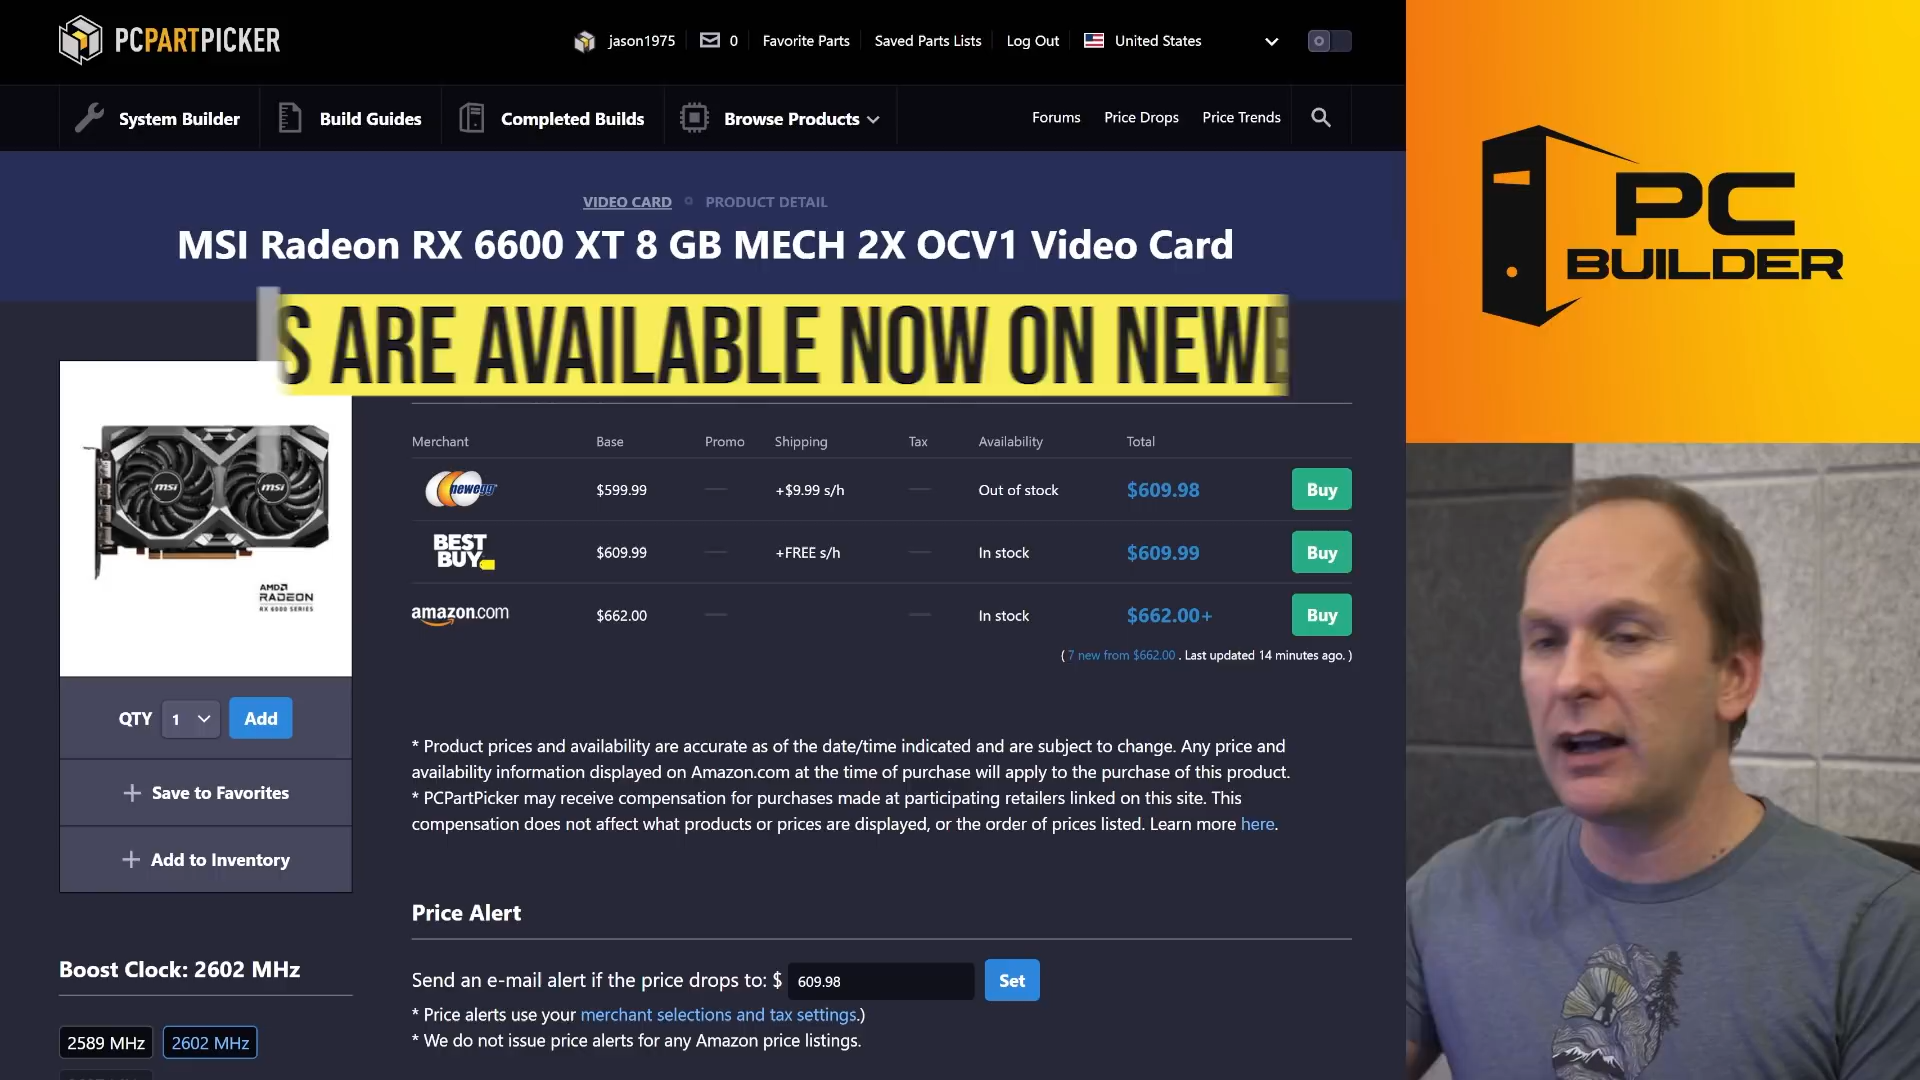 PCPARTPICKER
jason1975
0
Favorite Parts
Saved Parts Lists
Log Out
United States
System Builder
Build Guides
Completed Builds
Browse Products
Forums
Price Drops
Price Trends
VIDEO CARD
PRODUCT DETAIL
MSI Radeon RX 6600 XT 8 GB MECH 2X OCV1 Video Card
S ARE AVAILABLE NOW ON NEWE
Merchant Base Promo Shipping Tax Availability Total
newegg $599.99 — +$9.99 s/h — Out of stock $609.98 Buy
BEST BUY $609.99 — +FREE s/h — In stock $609.99 Buy
amazon.com $662.00 — — In stock $662.00+ Buy
( 7 new from $662.00 . Last updated 14 minutes ago. )
msi msi
AMD
RADEON
RX 6000 SERIES
QTY 1 Add
+ Save to Favorites
+ Add to Inventory
* Product prices and availability are accurate as of the date/time indicated and are subject to change. Any price and
availability information displayed on Amazon.com at the time of purchase will apply to the purchase of this product.
* PCPartPicker may receive compensation for purchases made at participating retailers linked on this site. This
compensation does not affect what products or prices are displayed, or the order of prices listed. Learn more here.
Price Alert
Send an e-mail alert if the price drops to: $ 609.98 Set
* Price alerts use your merchant selections and tax settings.)
* We do not issue price alerts for any Amazon price listings.
Boost Clock: 2602 MHz
2589 MHz
2602 MHz
PC
BUILDER